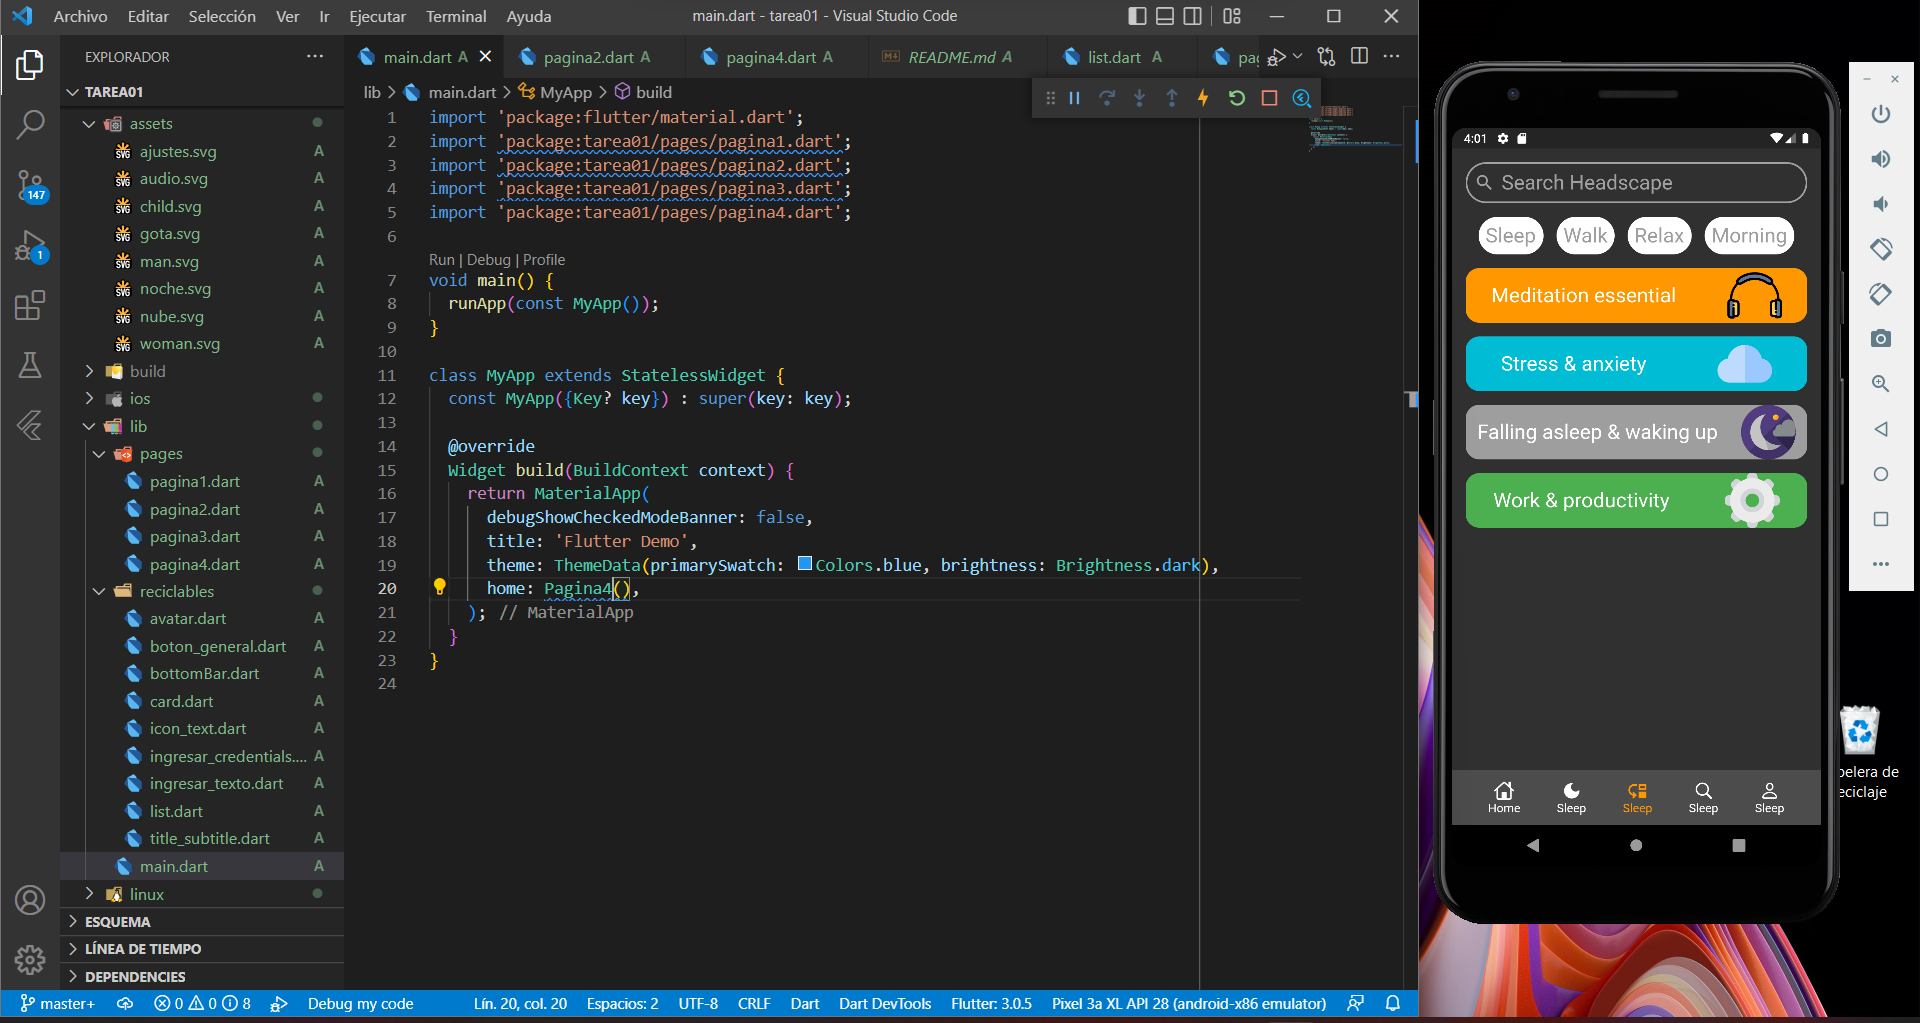 Archivo Editar Selección Ver Ir Ejecutar Terminal Ayuda
main.dart - tarea01 - Visual Studio Code
EXPLORADOR
main.dart A
pagina2.dart A
pagina4.dart A
README.md A
list.dart A
TAREA01
lib > main.dart > MyApp > build
assets
ajustes.svg A
audio.svg A
child.svg A
gota.svg A
man.svg A
noche.svg A
nube.svg A
woman.svg A
build
ios
lib
pages
pagina1.dart A
pagina2.dart A
pagina3.dart A
pagina4.dart A
reciclables
avatar.dart A
boton_general.dart A
bottomBar.dart A
card.dart A
icon_text.dart A
ingresar_credentials.... A
ingresar_texto.dart A
list.dart A
title_subtitle.dart A
main.dart A
linux
ESQUEMA
LÍNEA DE TIEMPO
DEPENDENCIES
147
1
1 import 'package:flutter/material.dart';
2 import 'package:tarea01/pages/pagina1.dart';
3 import 'package:tarea01/pages/pagina2.dart';
4 import 'package:tarea01/pages/pagina3.dart';
5 import 'package:tarea01/pages/pagina4.dart';
6
Run | Debug | Profile
7 void main() {
8 runApp(const MyApp());
9 }
10
11 class MyApp extends StatelessWidget {
12 const MyApp({Key? key}) : super(key: key);
13
14 @override
15 Widget build(BuildContext context) {
16 return MaterialApp(
17 debugShowCheckedModeBanner: false,
18 title: 'Flutter Demo',
19 theme: ThemeData(primarySwatch: Colors.blue, brightness: Brightness.dark),
20 home: Pagina4(),
21 ); // MaterialApp
22 }
23 }
24
master+ 0 0 8 Debug my code
Lín. 20, col. 20 Espacios: 2 UTF-8 CRLF Dart Dart DevTools Flutter: 3.0.5 Pixel 3a XL API 28 (android-x86 emulator)
4:01
Search Headscape
Sleep Walk Relax Morning
Meditation essential
Stress & anxiety
Falling asleep & waking up
Work & productivity
Home Sleep Sleep Sleep Sleep
pelera de
eciclaje